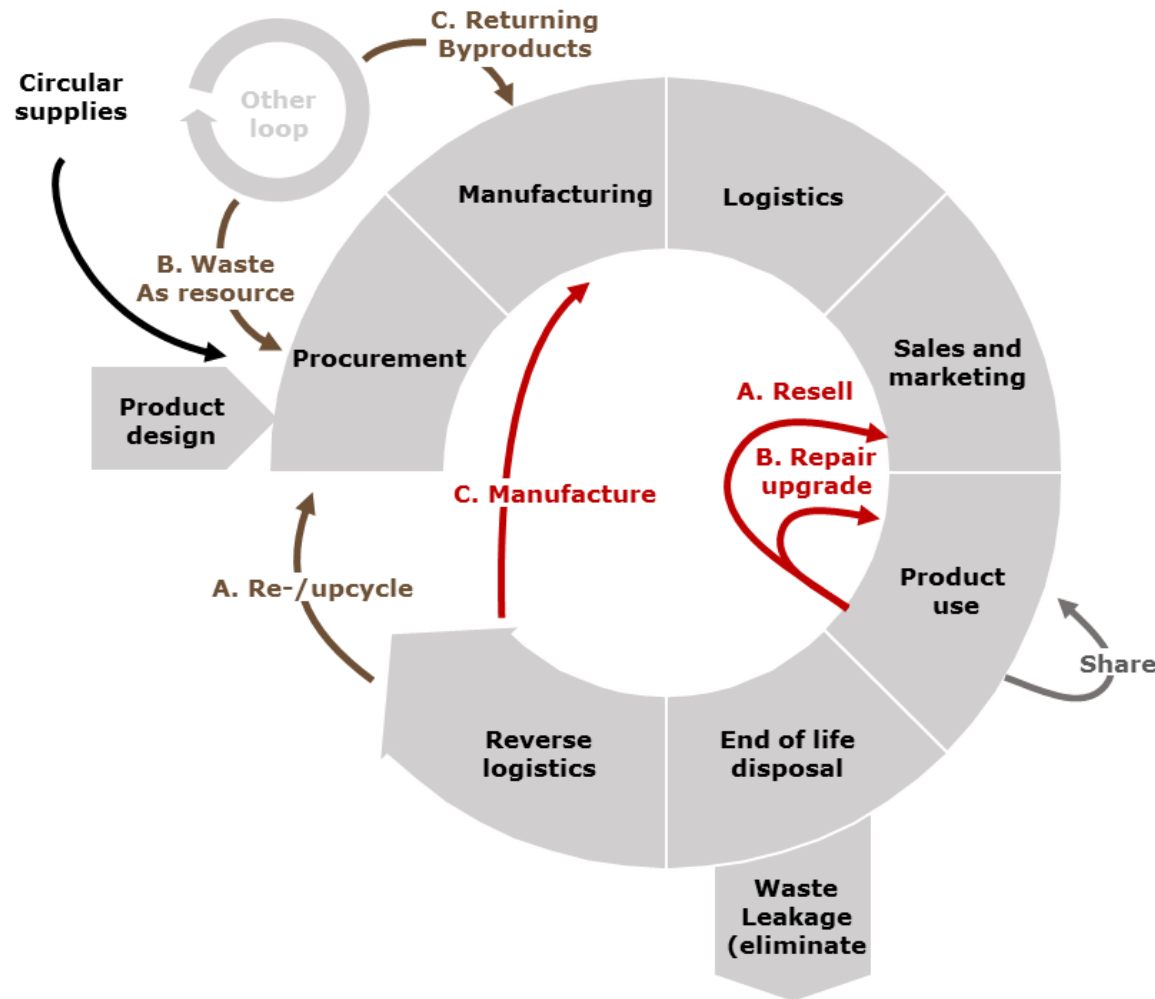 C. Returning
Byproducts
Circular
supplies
Other
loop
Manufacturing
Logistics
B. Waste
As resource
Procurement
Sales and
marketing
Product
design
A. Resell
B. Repair
upgrade
C. Manufacture
A. Re-/upcycle
Product
use
Share
Reverse
logistics
End of life
disposal
Waste
Leakage
(eliminate